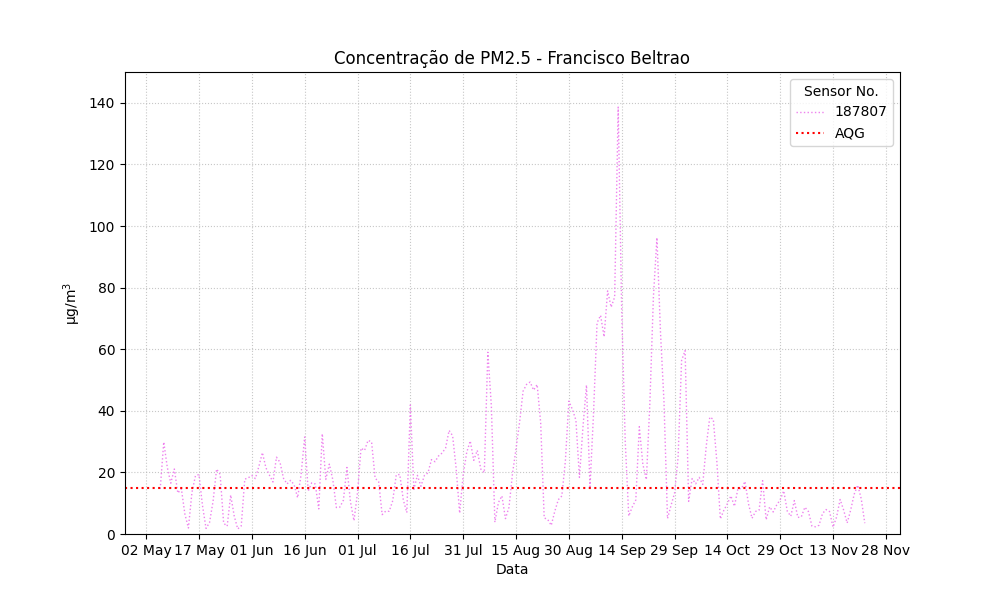 Concentração de PM2.5 - Francisco Beltrao
Sensor No.
187807
AQG
140
120
100
80
60
40
20
0
µg/m³
02 May 17 May 01 Jun 16 Jun 01 Jul 16 Jul 31 Jul 15 Aug 30 Aug 14 Sep 29 Sep 14 Oct 29 Oct 13 Nov 28 Nov
Data